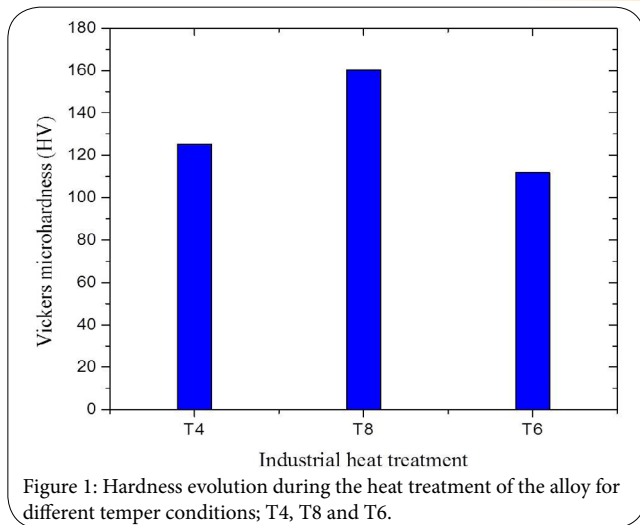 180
160
140
120
100
80
60
40
20
0
Vickers microhardness (HV)
T4 T8 T6
Industrial heat treatment
Figure 1: Hardness evolution during the heat treatment of the alloy for
different temper conditions; T4, T8 and T6.